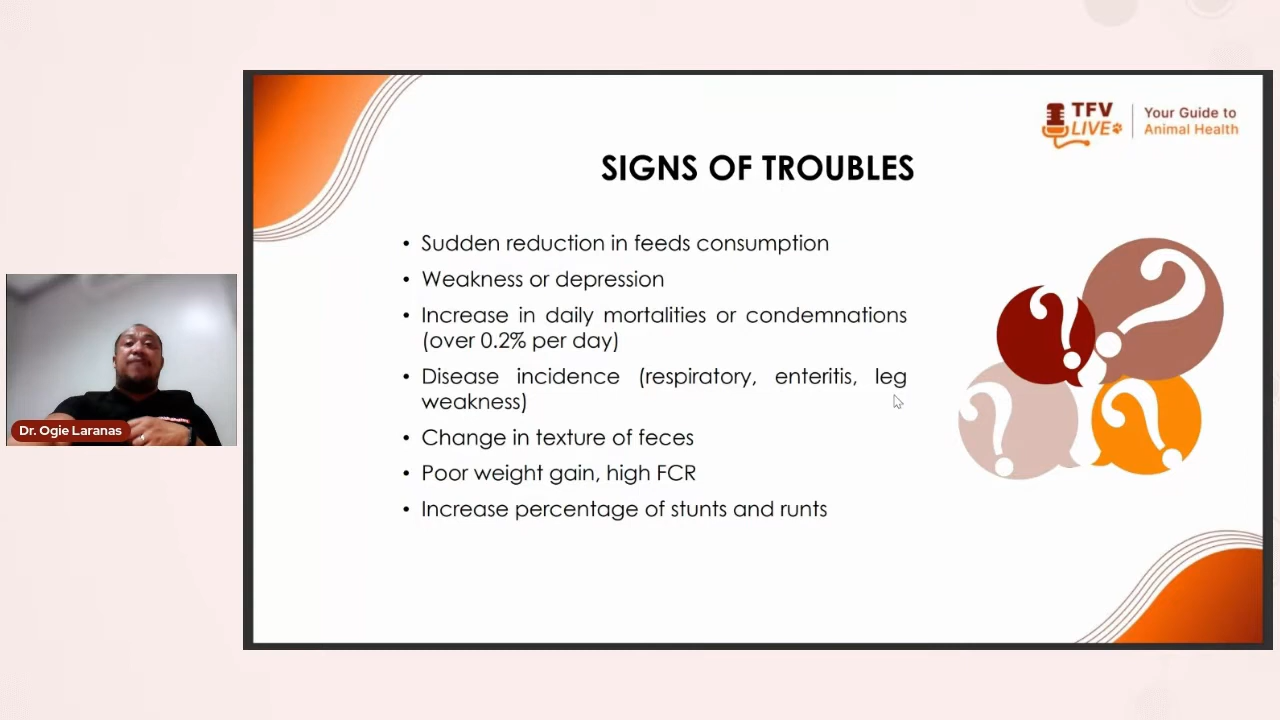 TFV
LIVE
Your Guide to
Animal Health
SIGNS OF TROUBLES
• Sudden reduction in feeds consumption
• Weakness or depression
• Increase in daily mortalities or condemnations
(over 0.2% per day)
• Disease incidence (respiratory, enteritis, leg
weakness)
• Change in texture of feces
• Poor weight gain, high FCR
• Increase percentage of stunts and runts
? ? ? ?
Dr. Ogie Laranas